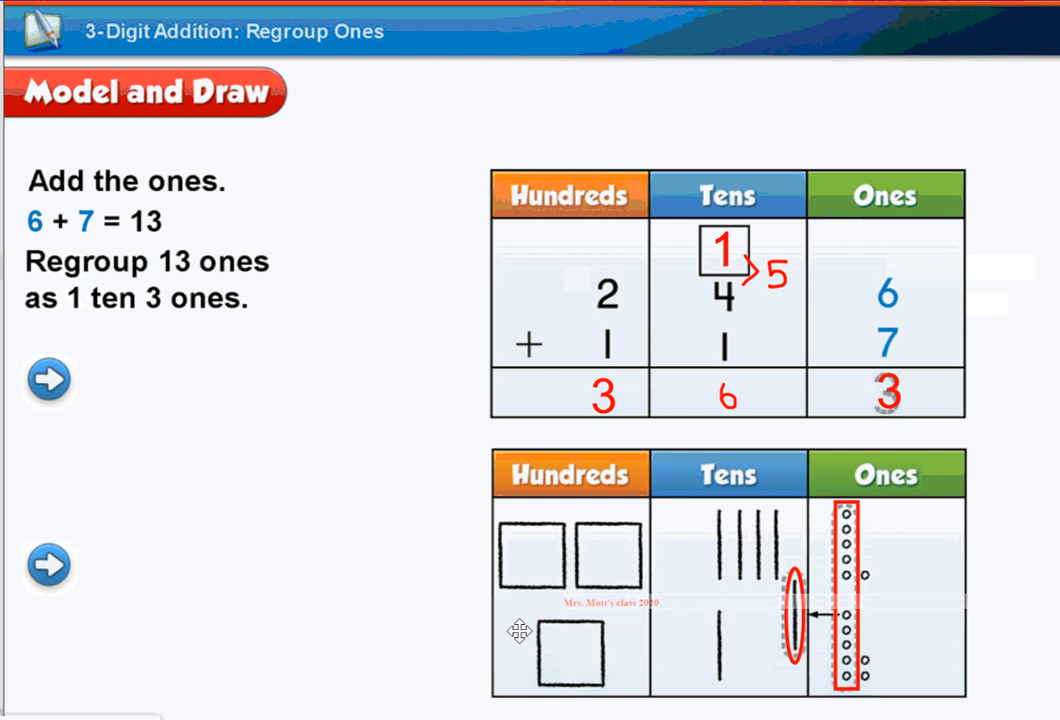 3-Digit Addition: Regroup Ones
Model and Draw
Add the ones.
6 + 7 = 13
Regroup 13 ones
as 1 ten 3 ones.
Hundreds Tens Ones
1
5
2 4 6
+ 1 1 7
3 6 3
Hundreds Tens Ones
Mrs. Mott's class 2020